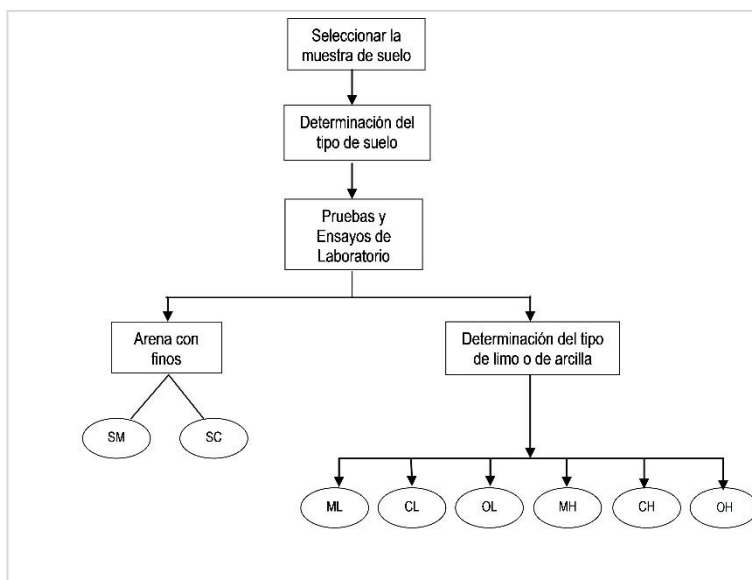 Seleccionar la
muestra de suelo
Determinación del
tipo de suelo
Pruebas y
Ensayos de
Laboratorio
Arena con
finos
Determinación del tipo
de limo o de arcilla
SM
SC
ML
CL
OL
MH
CH
OH